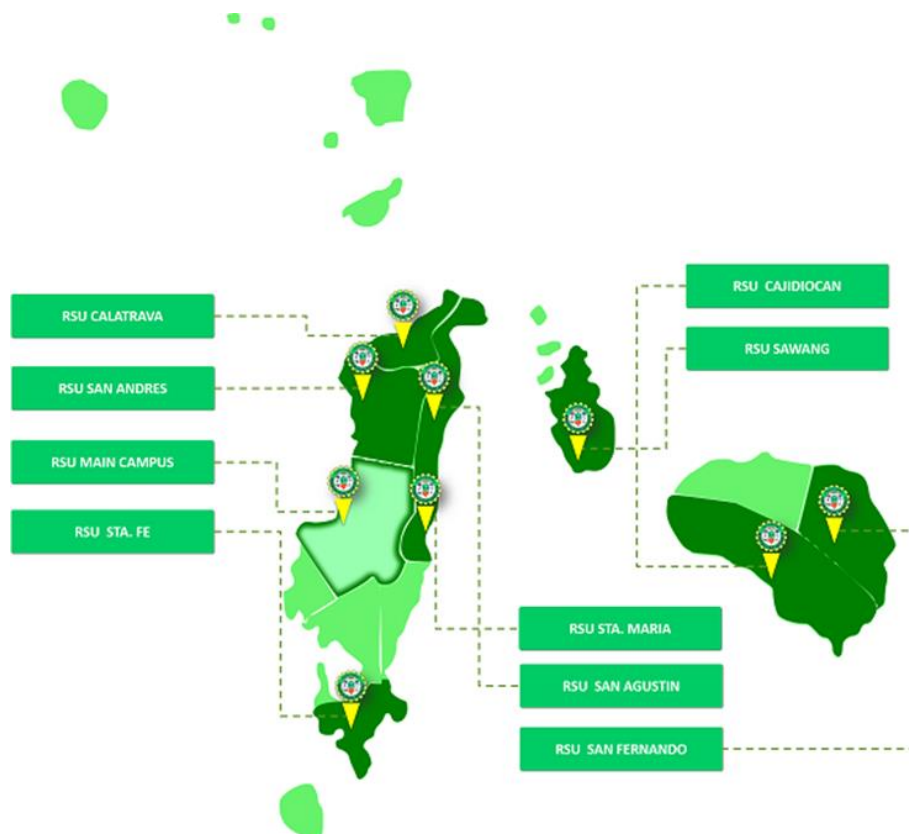 RSU CALATRAVA
RSU SAN ANDRES
RSU MAIN CAMPUS
RSU STA. FE
RSU CAJIDIOCAN
RSU SAWANG
RSU STA. MARIA
RSU SAN AGUSTIN
RSU SAN FERNANDO